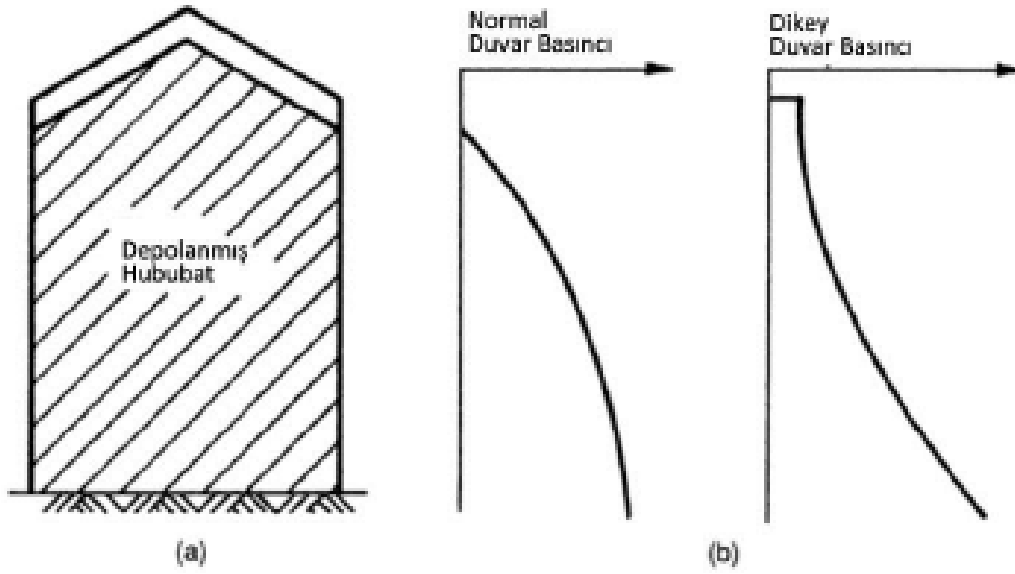 Normal
Duvar Basıncı
Dikey
Duvar Basıncı
Depolanmış
Hububat
(a)
(b)